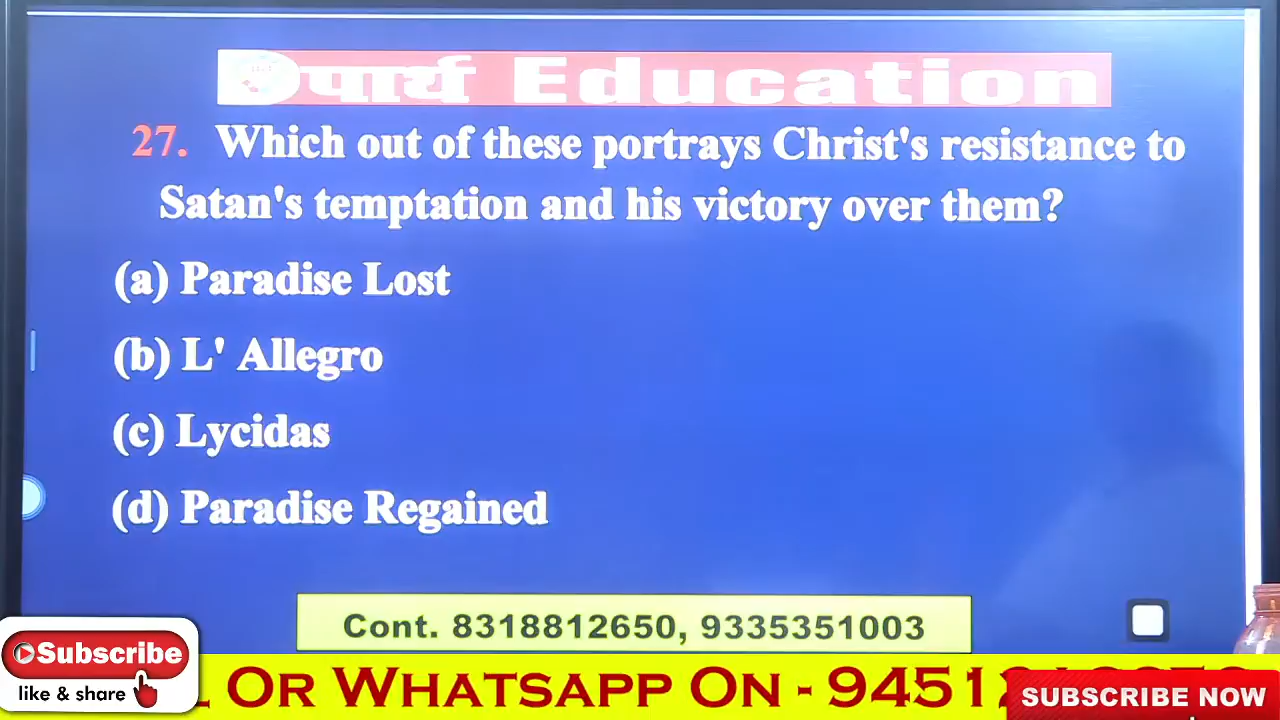 पार्य Education
27. Which out of these portrays Christ's resistance to
Satan's temptation and his victory over them?
(a) Paradise Lost
(b) L' Allegro
(c) Lycidas
(d) Paradise Regained
Cont. 8318812650, 9335351003
Subscribe
like & share
Or Whatsapp On - 9451
SUBSCRIBE NOW